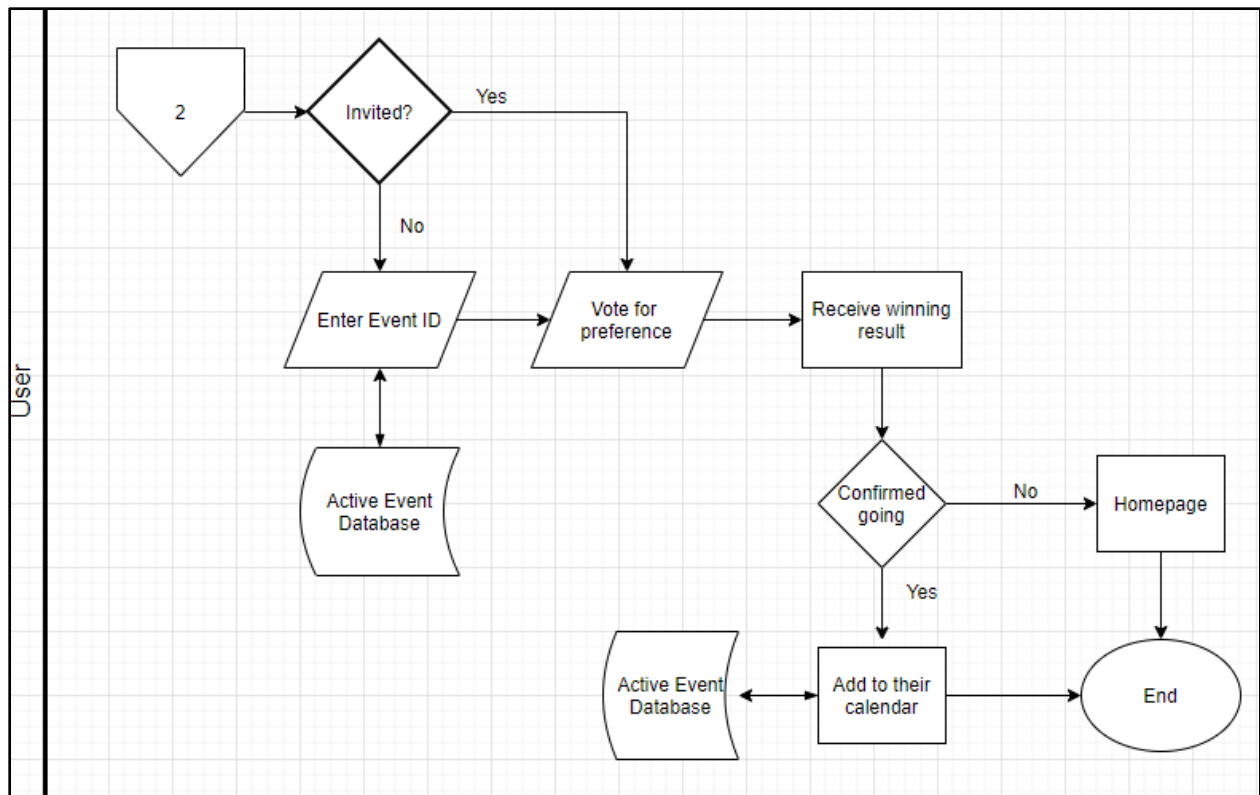 2
Invited?
Yes
No
Enter Event ID
Vote for
preference
Receive winning
result
User
Active Event
Database
Confirmed
going
No
Homepage
Yes
Active Event
Database
Add to their
calendar
End